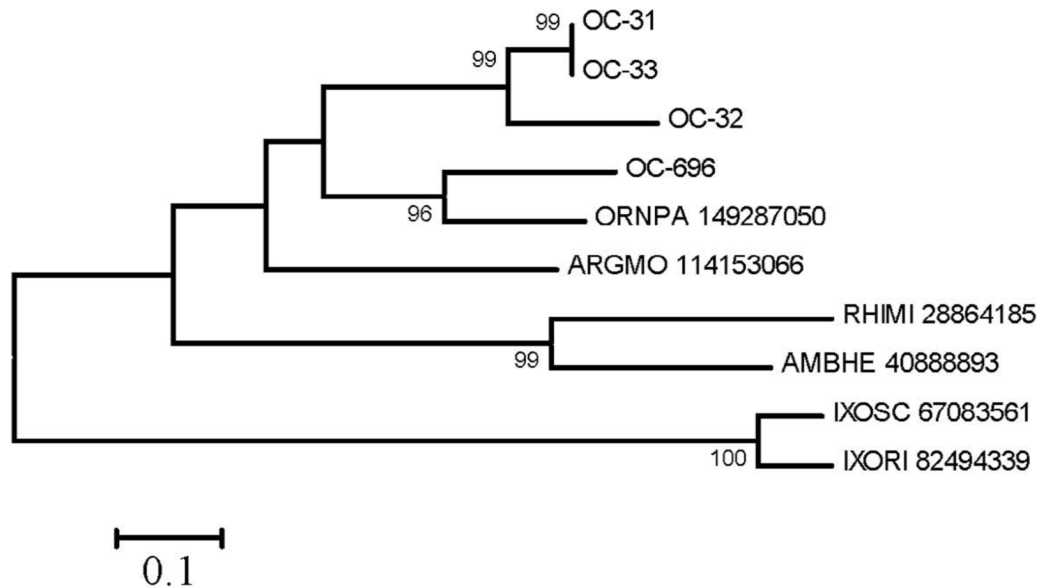 99 OC-31
99 OC-33
OC-32
OC-696
96 ORNPA 149287050
ARGMO 114153066
RHIMI 28864185
99 AMBHE 40888893
IXOSC 67083561
100 IXORI 82494339
0.1